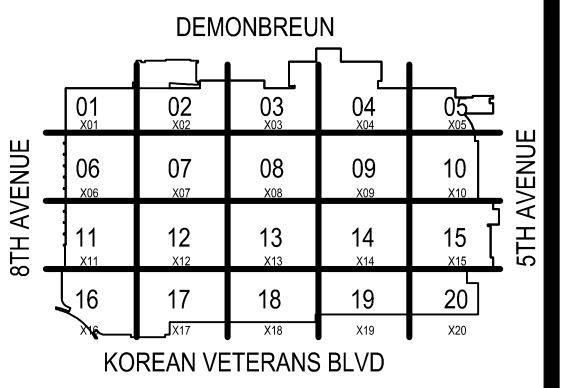 DEMONBREUN
01 02 03 04 05
X01 X02 X03 X04 X05
8TH AVENUE
5TH AVENUE
06 07 08 09 10
X06 X07 X08 X09 X10
11 12 13 14 15
X11 X12 X13 X14 X15
16 17 18 19 20
X16 X17 X18 X19 X20
KOREAN VETERANS BLVD